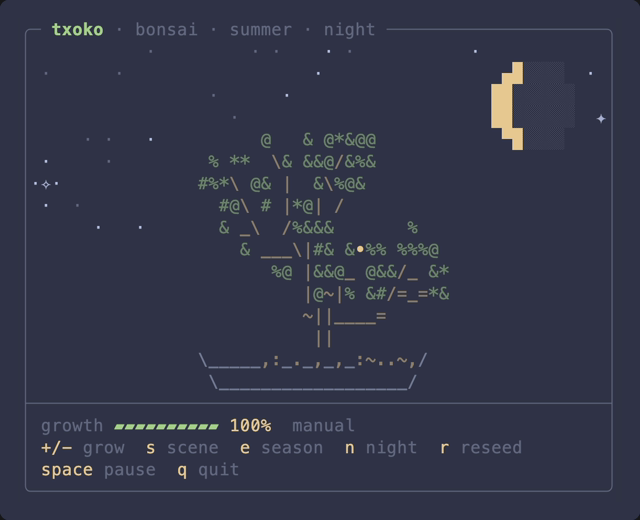 txoko · bonsai · summer · night
growth 100% manual
+/- grow s scene e season n night r reseed
space pause q quit